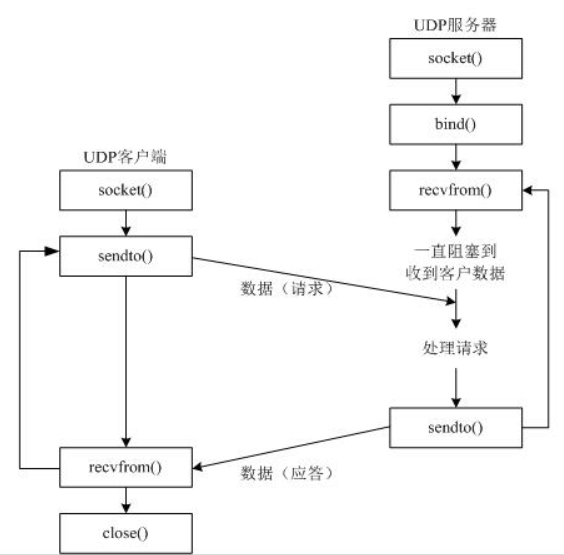 UDP服务器
socket()
bind()
UDP客户端
socket()
recvfrom()
sendto()
一直阻塞到
收到客户数据
数据（请求）
处理请求
sendto()
recvfrom()
数据（应答）
close()